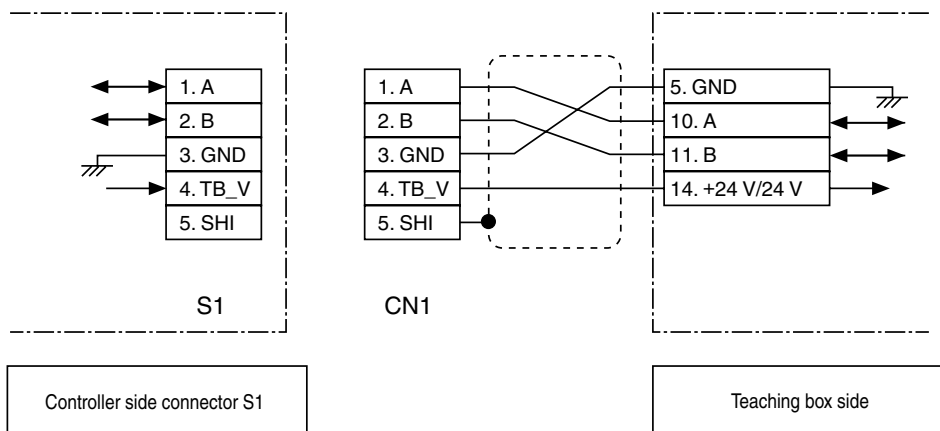 1. A
2. B
3. GND
4. TB_V
5. SHI
S1
1. A
2. B
3. GND
4. TB_V
5. SHI
CN1
5. GND
10. A
11. B
14. +24 V/24 V
Controller side connector S1
Teaching box side